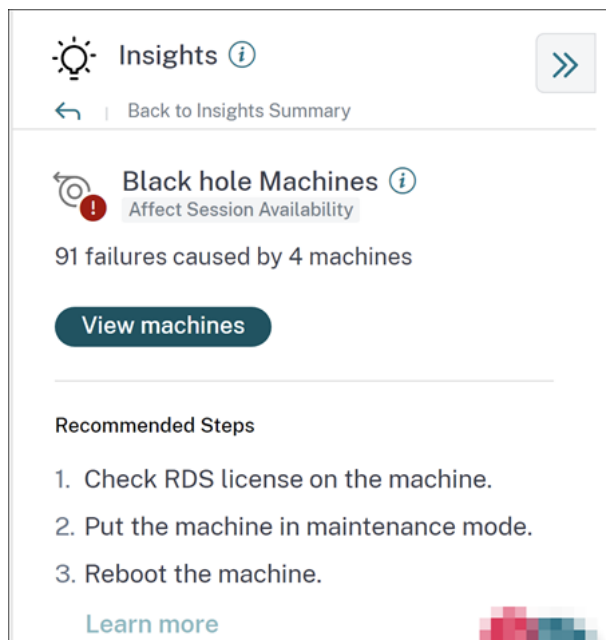 Insights
Back to Insights Summary
Black hole Machines
Affect Session Availability
91 failures caused by 4 machines
View machines
Recommended Steps
1. Check RDS license on the machine.
2. Put the machine in maintenance mode.
3. Reboot the machine.
Learn more